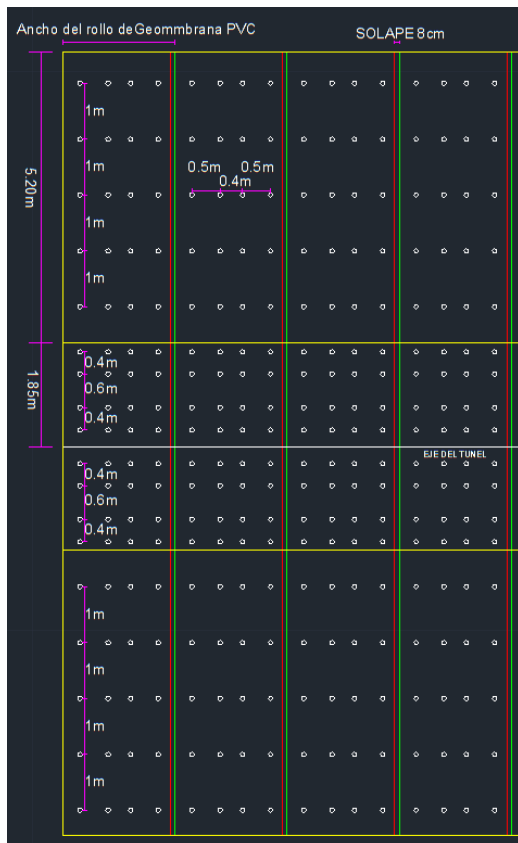 Ancho del rollo deGeommbrana PVC
SOLAPE 8cm
1m
1m
0.5m 0.5m
0.4m
5.20m
1m
1m
0.4m
1.85m
0.6m
0.4m
EJE DEL TUNEL
0.4m
0.6m
0.4m
1m
1m
1m
1m